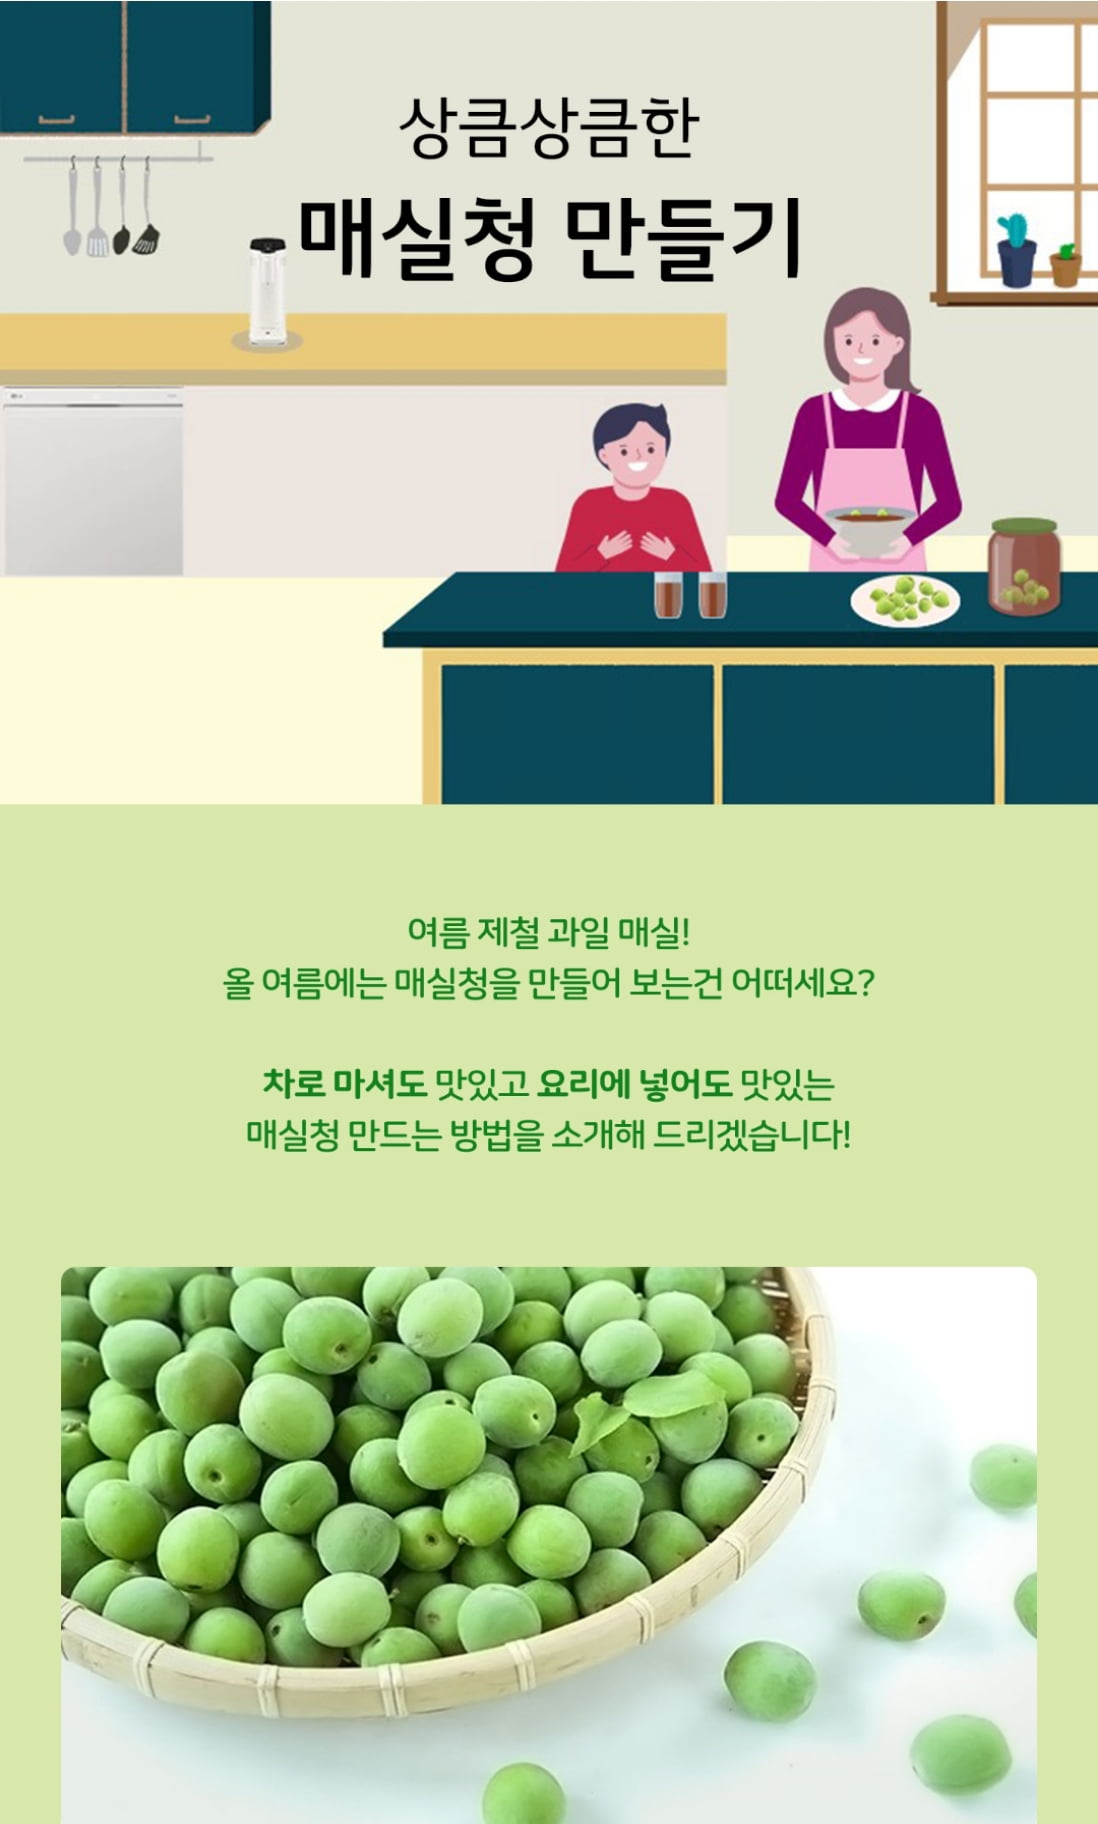 상큼상큼한
매실청 만들기
여름 제철 과일 매실!
올 여름에는 매실청을 만들어 보는건 어떠세요?
차로 마셔도 맛있고 요리에 넣어도 맛있는
매실청 만드는 방법을 소개해 드리겠습니다!